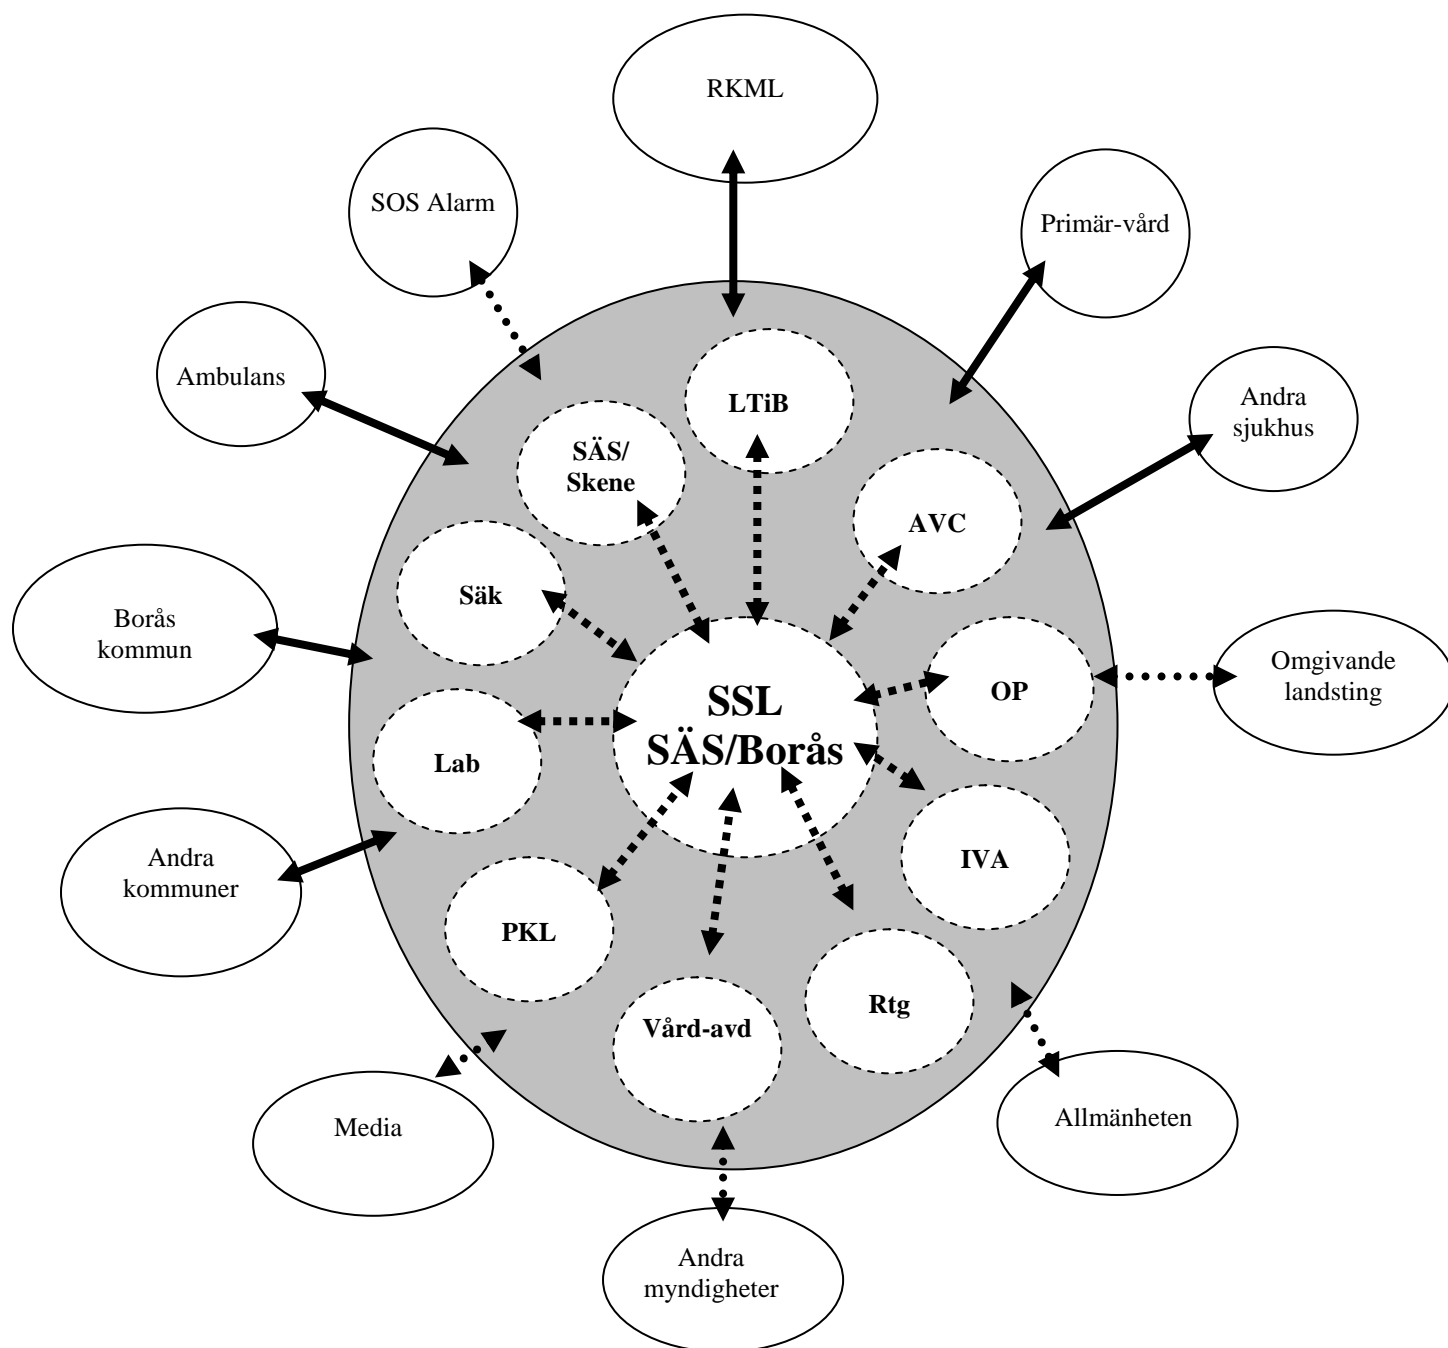 RKML
SOS Alarm
Primär-vård
Ambulans
Andra
sjukhus
LTiB
SÄS/
Skene
AVC
Säk
Borås
kommun
OP
Omgivande
landsting
SSL
SÄS/Borås
Lab
Andra
kommuner
IVA
PKL
Rtg
Vård-avd
Media
Allmänheten
Andra
myndigheter